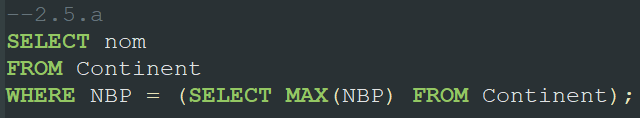 --2.5.a
SELECT nom
FROM Continent
WHERE NBP = (SELECT MAX(NBP) FROM Continent);